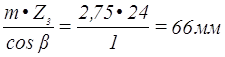 m • Z₃ / cos β = 2,75 • 24 / 1 = 66мм